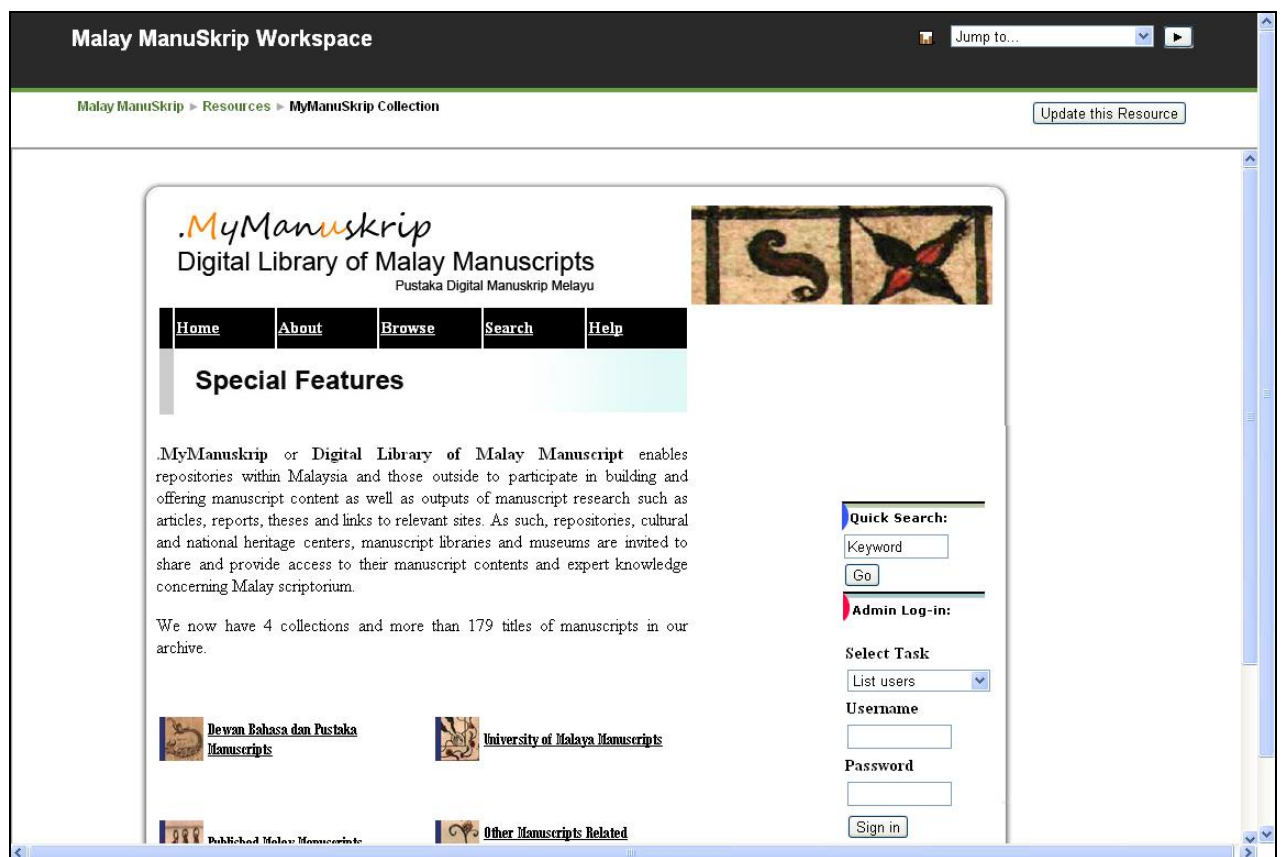 Malay ManuSkrip Workspace
Jump to...
Malay ManuSkrip ► Resources ► MyManuSkrip Collection
Update this Resource
.MyManuskrip
Digital Library of Malay Manuscripts
Pustaka Digital Manuskrip Melayu
Home About Browse Search Help
Special Features
.MyManuskrip or Digital Library of Malay Manuscript enables
repositories within Malaysia and those outside to participate in building and
offering manuscript content as well as outputs of manuscript research such as
articles, reports, theses and links to relevant sites. As such, repositories, cultural
and national heritage centers, manuscript libraries and museums are invited to
share and provide access to their manuscript contents and expert knowledge
concerning Malay scriptorium.
We now have 4 collections and more than 179 titles of manuscripts in our
archive.
Dewan Bahasa dan Pustaka
Manuscripts
University of Malaya Manuscripts
Published Malay Manuscripts
Other Manuscripts Related
Quick Search:
Keyword
Go
Admin Log-in:
Select Task
List users
Username
Password
Sign in